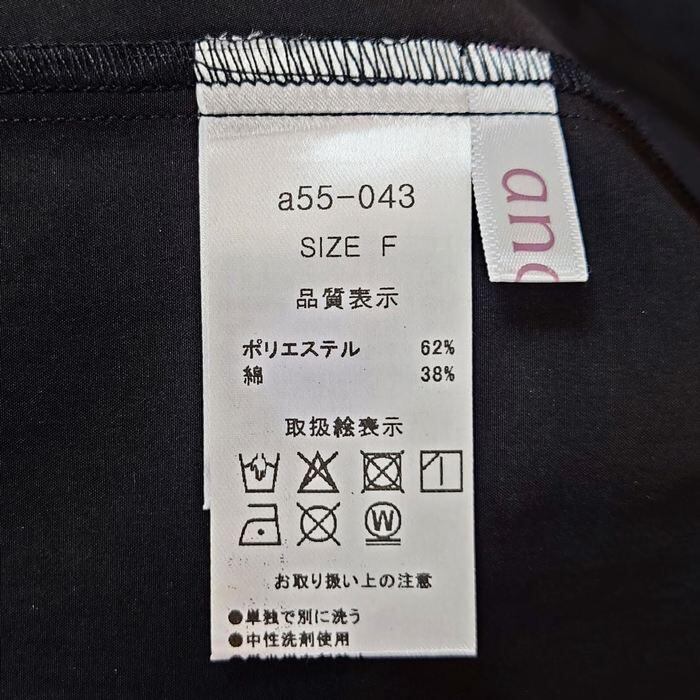 a55-043
SIZE F
品質表示
ポリエステル 62%
綿 38%
取扱絵表示
W
お取り扱い上の注意
●単独で別に洗う
●中性洗剤使用
an